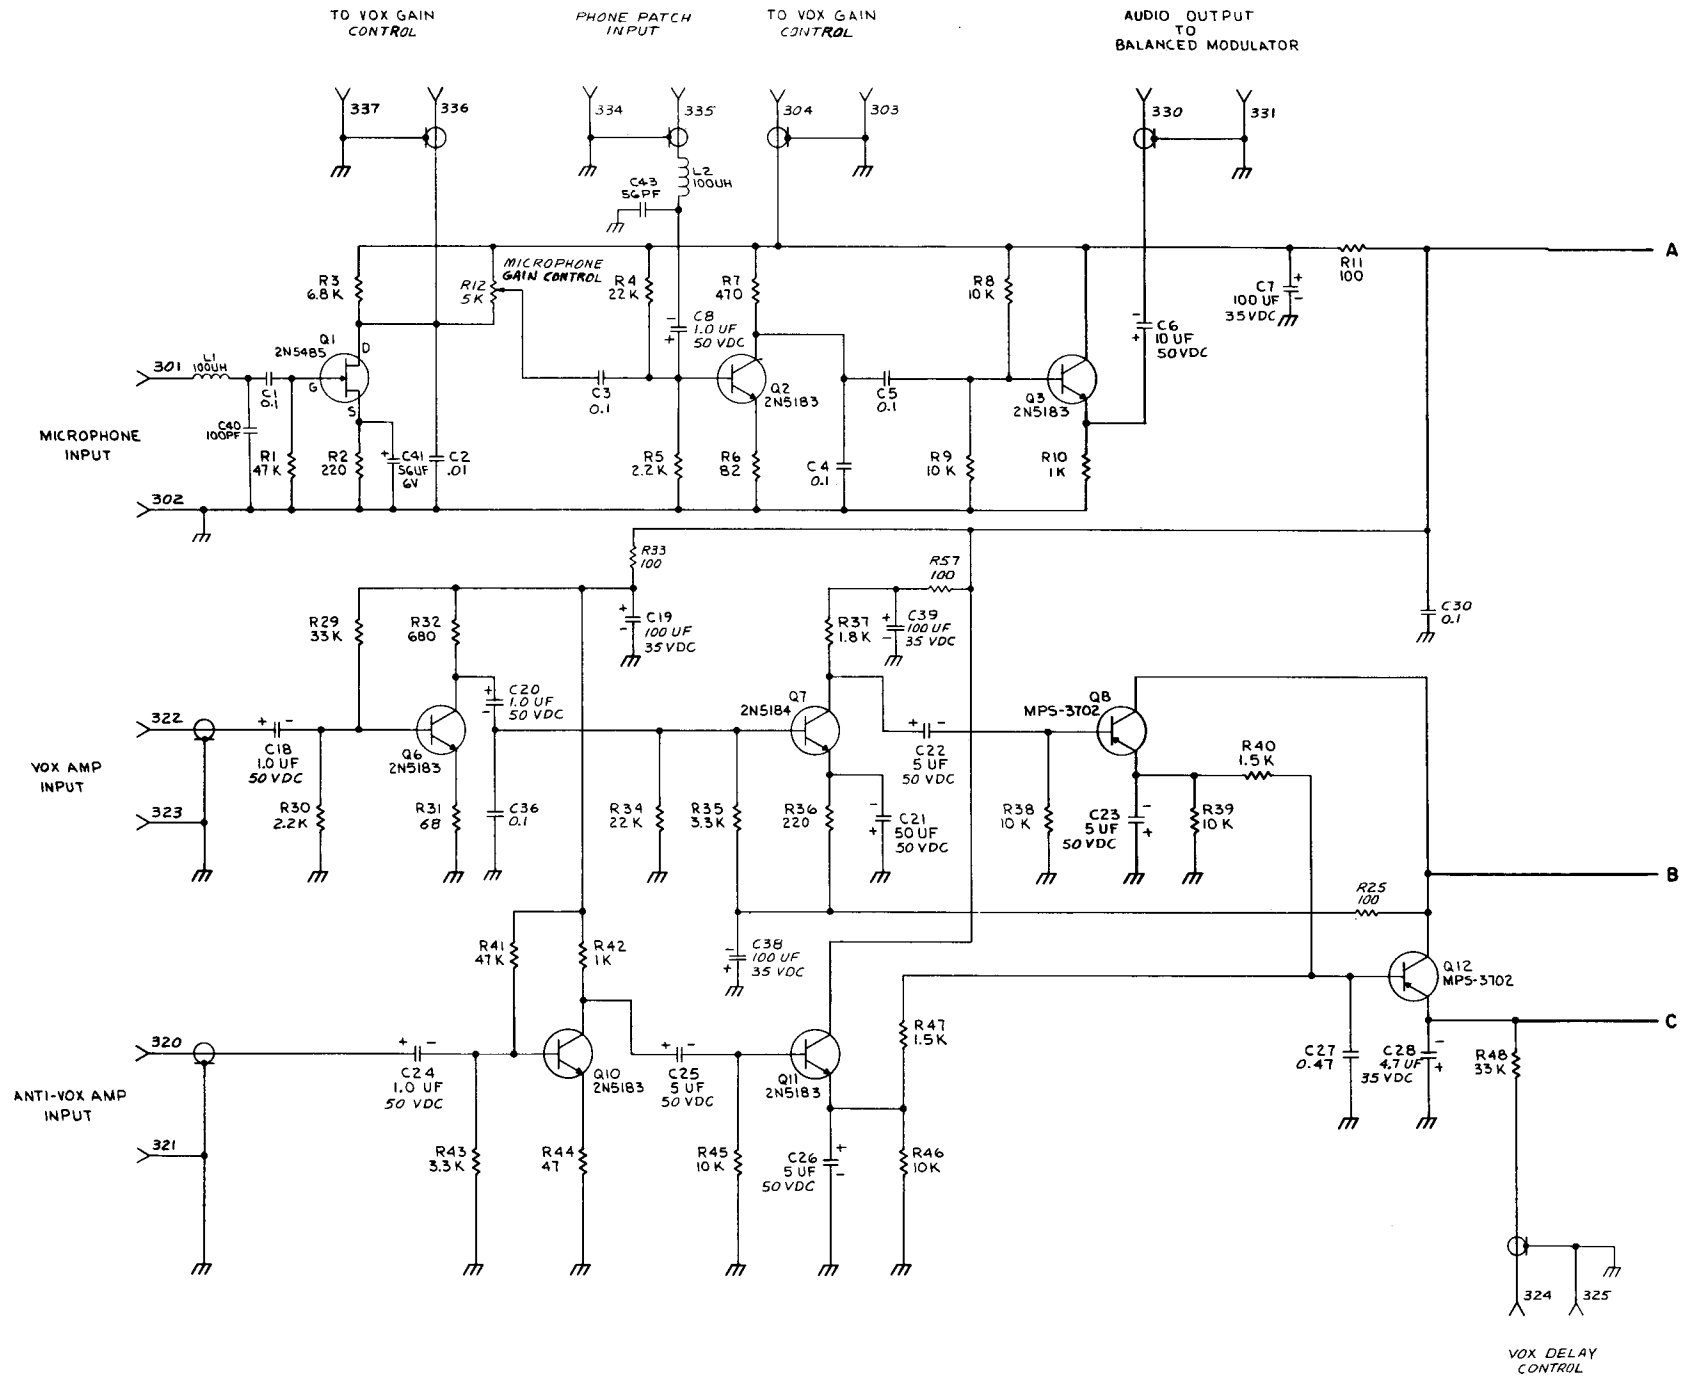 TO VOX GAIN
CONTROL
PHONE PATCH
INPUT
TO VOX GAIN
CONTROL
AUDIO OUTPUT
TO
BALANCED MODULATOR
337
336
334
335
304
303
330
331
L2
100UH
C43
56PF
A
R3
6.8K
R12
5K
MICROPHONE
GAIN CONTROL
R4
22K
C8
1.0 UF
50 VDC
R7
470
R8
10K
C7
100 UF
35VDC
R11
100
C6
10 UF
50VDC
301
L1
100UH
Q1
2N5485
D
G
S
C1
0.1
C3
0.1
Q2
2N5183
C5
0.1
Q3
2N5183
MICROPHONE
INPUT
C40
100PF
R1
47K
R2
220
C41
56UF
6V
C2
.01
R5
2.2K
R6
82
C4
0.1
R9
10K
R10
1K
302
R33
100
R57
100
R29
33K
R32
680
C19
100 UF
35VDC
R37
1.8K
C39
100 UF
35 VDC
C30
0.1
C20
1.0 UF
50 VDC
Q7
2N5184
Q8
MPS-3702
322
C18
1.0 UF
50 VDC
Q6
2N5183
C22
5 UF
50 VDC
R40
1.5K
VOX AMP
INPUT
323
R30
2.2K
R31
68
C36
0.1
R34
22K
R35
3.3K
R36
220
C21
50 UF
50 VDC
R38
10K
C23
5 UF
50 VDC
R39
10K
B
R25
100
R41
47K
R42
1K
C38
100 UF
35 VDC
Q12
MPS-3702
C
320
C24
1.0 UF
50 VDC
Q10
2N5183
C25
5 UF
50 VDC
Q11
2N5183
R47
1.5K
C27
0.47
C28
4.7 UF
35 VDC
R48
33K
ANTI-VOX AMP
INPUT
321
R43
3.3K
R44
47
R45
10K
C26
5 UF
50 VDC
R46
10K
324
325
VOX DELAY
CONTROL